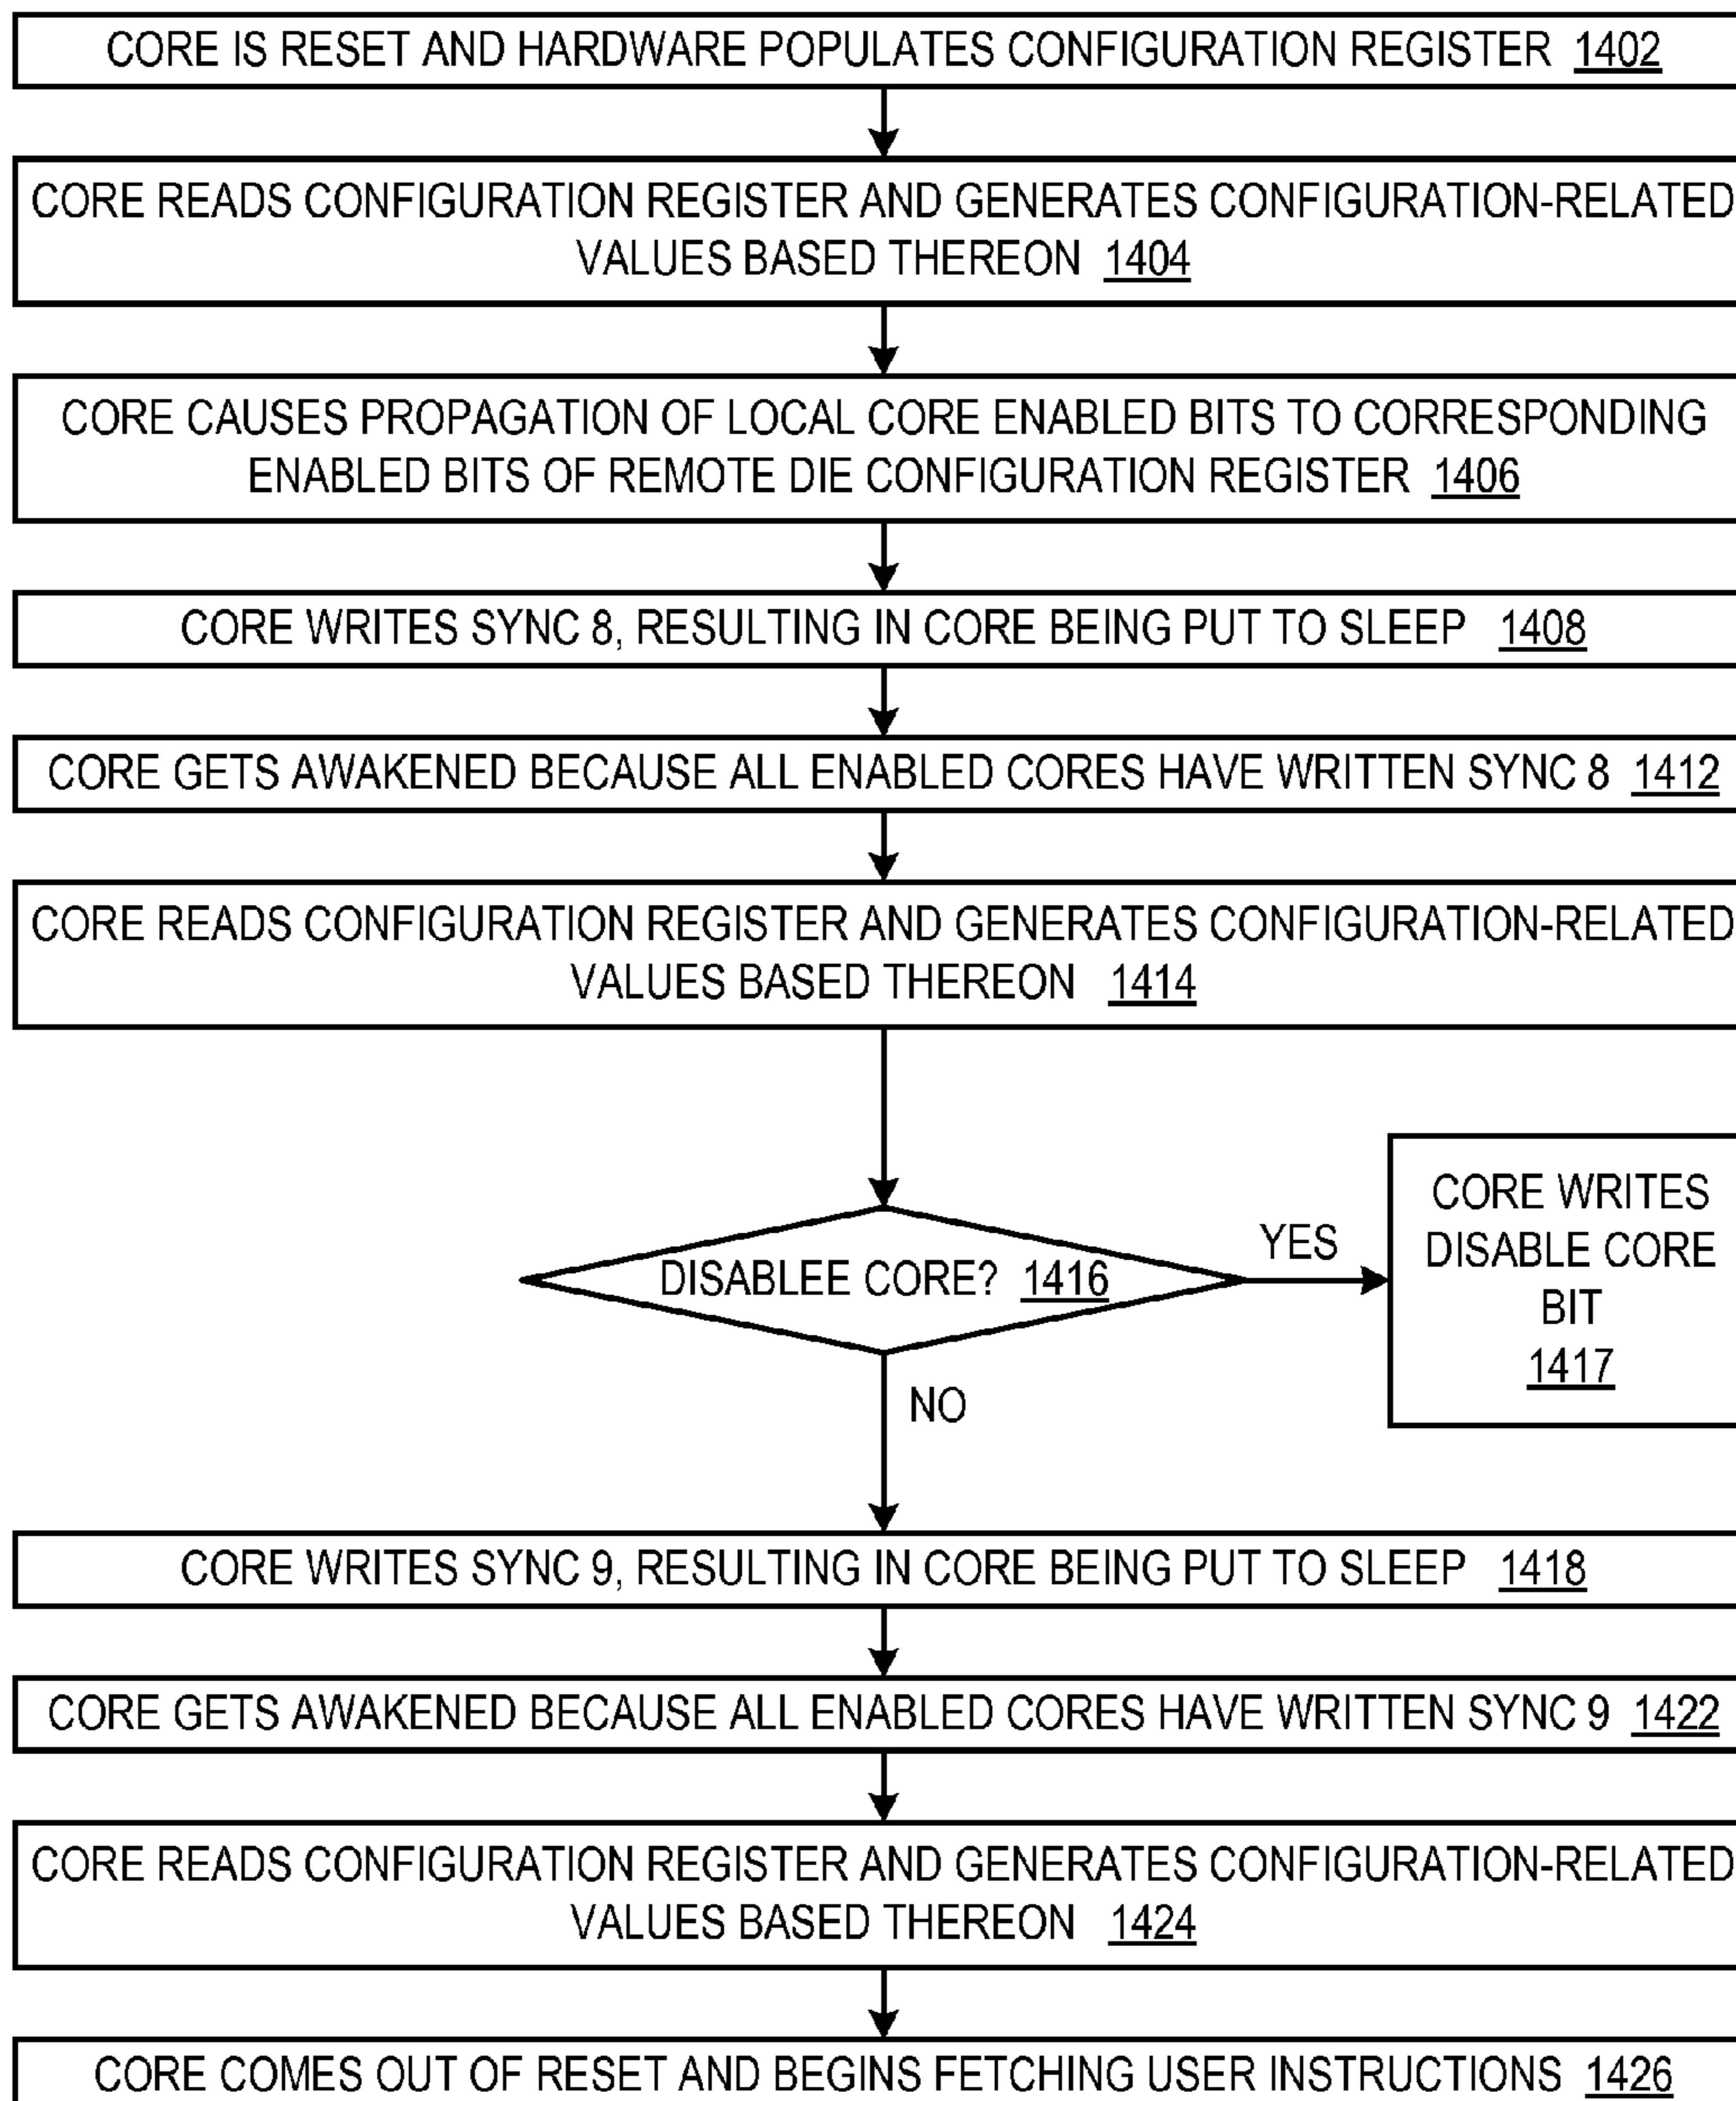 CORE IS RESET AND HARDWARE POPULATES CONFIGURATION REGISTER 1402
CORE READS CONFIGURATION REGISTER AND GENERATES CONFIGURATION-RELATED
VALUES BASED THEREON 1404
CORE CAUSES PROPAGATION OF LOCAL CORE ENABLED BITS TO CORRESPONDING
ENABLED BITS OF REMOTE DIE CONFIGURATION REGISTER 1406
CORE WRITES SYNC 8, RESULTING IN CORE BEING PUT TO SLEEP 1408
CORE GETS AWAKENED BECAUSE ALL ENABLED CORES HAVE WRITTEN SYNC 8 1412
CORE READS CONFIGURATION REGISTER AND GENERATES CONFIGURATION-RELATED
VALUES BASED THEREON 1414
DISABLEE CORE? 1416
YES
CORE WRITES
DISABLE CORE
BIT
1417
NO
CORE WRITES SYNC 9, RESULTING IN CORE BEING PUT TO SLEEP 1418
CORE GETS AWAKENED BECAUSE ALL ENABLED CORES HAVE WRITTEN SYNC 9 1422
CORE READS CONFIGURATION REGISTER AND GENERATES CONFIGURATION-RELATED
VALUES BASED THEREON 1424
CORE COMES OUT OF RESET AND BEGINS FETCHING USER INSTRUCTIONS 1426